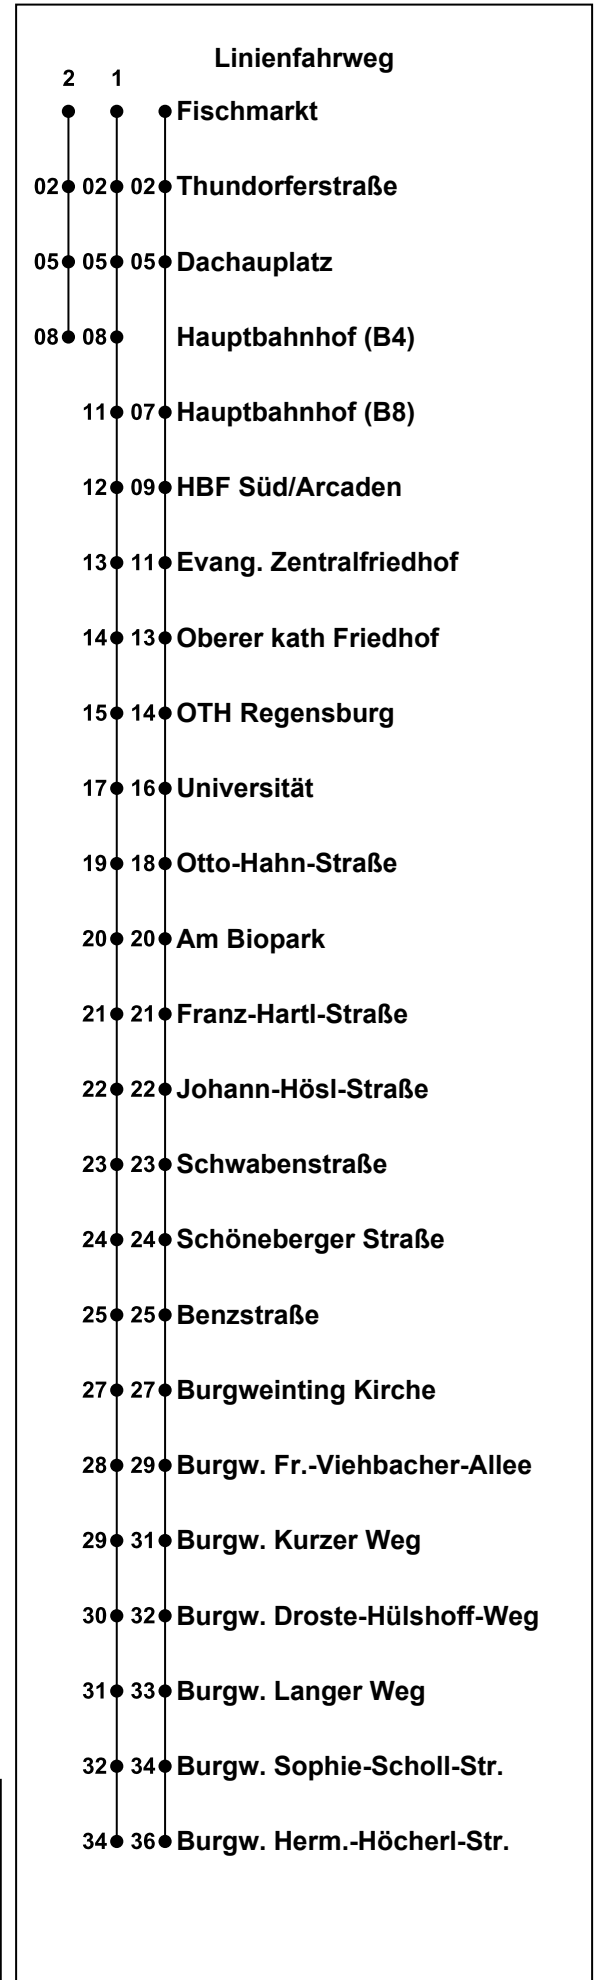 Linienfahrweg
2 1
Fischmarkt
02 02 02 Thundorferstraße
05 05 05 Dachauplatz
08 08 Hauptbahnhof (B4)
11 07 Hauptbahnhof (B8)
12 09 HBF Süd/Arcaden
13 11 Evang. Zentralfriedhof
14 13 Oberer kath Friedhof
15 14 OTH Regensburg
17 16 Universität
19 18 Otto-Hahn-Straße
20 20 Am Biopark
21 21 Franz-Hartl-Straße
22 22 Johann-Hösl-Straße
23 23 Schwabenstraße
24 24 Schöneberger Straße
25 25 Benzstraße
27 27 Burgweinting Kirche
28 29 Burgw. Fr.-Viehbacher-Allee
29 31 Burgw. Kurzer Weg
30 32 Burgw. Droste-Hülshoff-Weg
31 33 Burgw. Langer Weg
32 34 Burgw. Sophie-Scholl-Str.
34 36 Burgw. Herm.-Höcherl-Str.